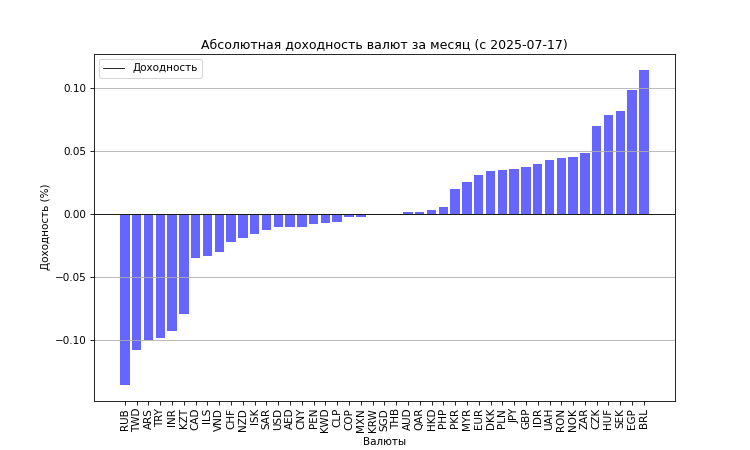 Абсолютная доходность валют за месяц (с 2025-07-17)
Доходность
0.10
0.05
0.00
−0.05
−0.10
Доходность (%)
RUB TWD ARS TRY INR KZT CAD ILS VND CHF NZD ISK SAR USD AED CNY PEN KWD CLP COP MXN KRW SGD THB AUD QAR HKD PHP PKR MYR EUR DKK PLN JPY GBP IDR UAH RON NOK ZAR CZK HUF SEK EGP BRL
Валюты